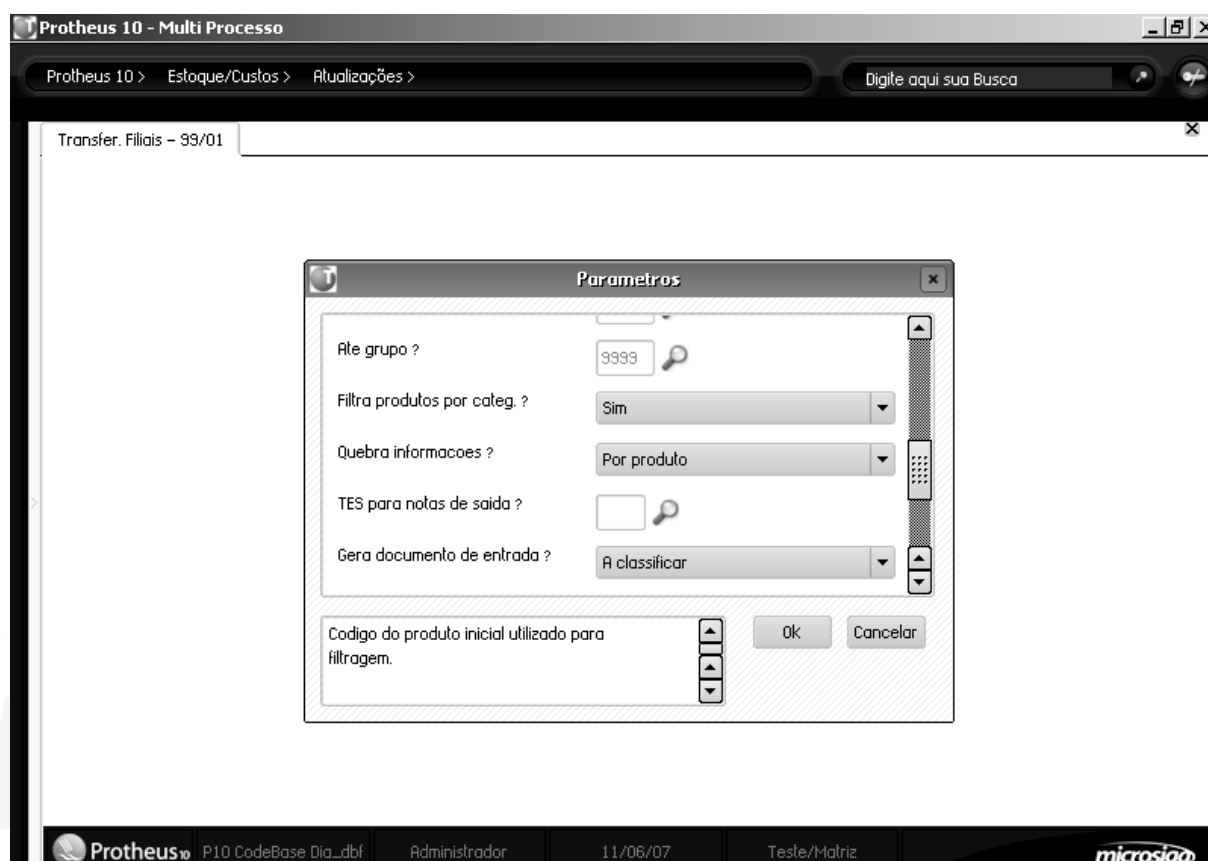 Protheus 10 - Multi Processo
Protheus 10 > Estoque/Custos > Atualizações >
Digite aqui sua Busca
Transfer. Filiais – 99/01
Parametros
Ate grupo ?
9999
Filtra produtos por categ. ?
Sim
Quebra informacoes ?
Por produto
TES para notas de saida ?
Gera documento de entrada ?
A classificar
Codigo do produto inicial utilizado para
filtragem.
Ok
Cancelar
Protheus10
P10 CodeBase Dia_dbf
Administrador
11/06/07
Teste/Matriz
microsiga